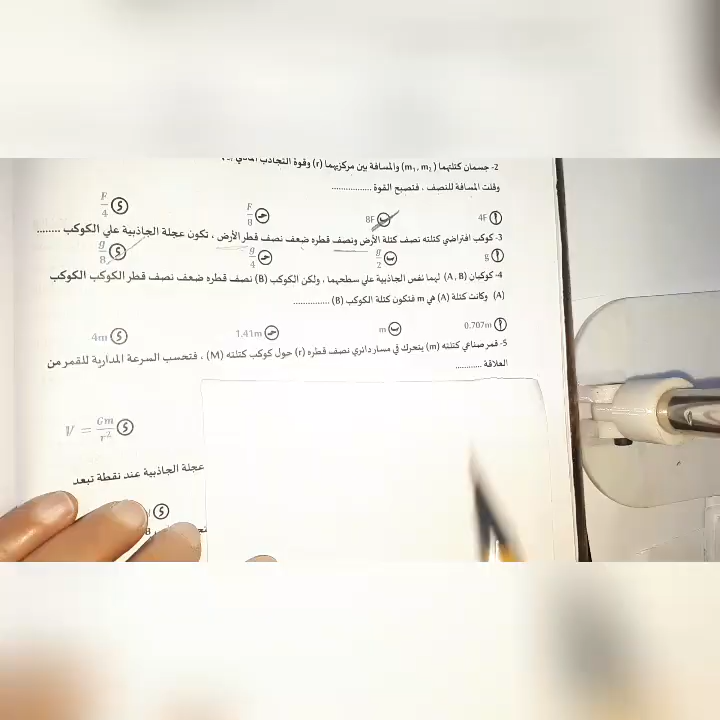 2- جسمان كتلتهما (m₁ , m₂) والمسافة بين مركزيهما (r) وقوة التجاذب
وقلت المسافة للنصف ، فتصبح القوة ................
أ 4F ب 8F ج F/8 د F/4
3- كوكب افتراضي كتلته نصف كتلة الأرض ونصف قطره ضعف نصف قطر الأرض ، تكون عجلة الجاذبية علي الكوكب ........
أ g ب g/2 ج g/4 د g/8
4- كوكبان (A , B) لهما نفس الجاذبية علي سطحهما ، ولكن الكوكب (B) نصف قطره ضعف نصف قطر الكوكب الكوكب
(A) وكانت كتلة (A) هي m فتكون كتلة الكوكب (B) ...............
أ 0.707m ب m ج 1.41m د 4m
5- قمر صناعي كتلته (m) يتحرك في مسار دائري نصف قطره (r) حول كوكب كتلته (M) ، فتحسب السرعة المدارية للقمر من
العلاقة ............
د V = Gm/r²
عجلة الجاذبية عند نقطة تبعد
د